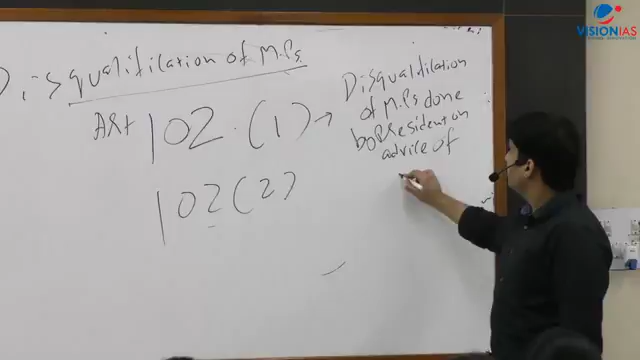 VISIONIAS
Disqualification of M.Ps.
Art 102.(1) →
Disqualification
of M.Ps done
by President on
advice of
102(2)